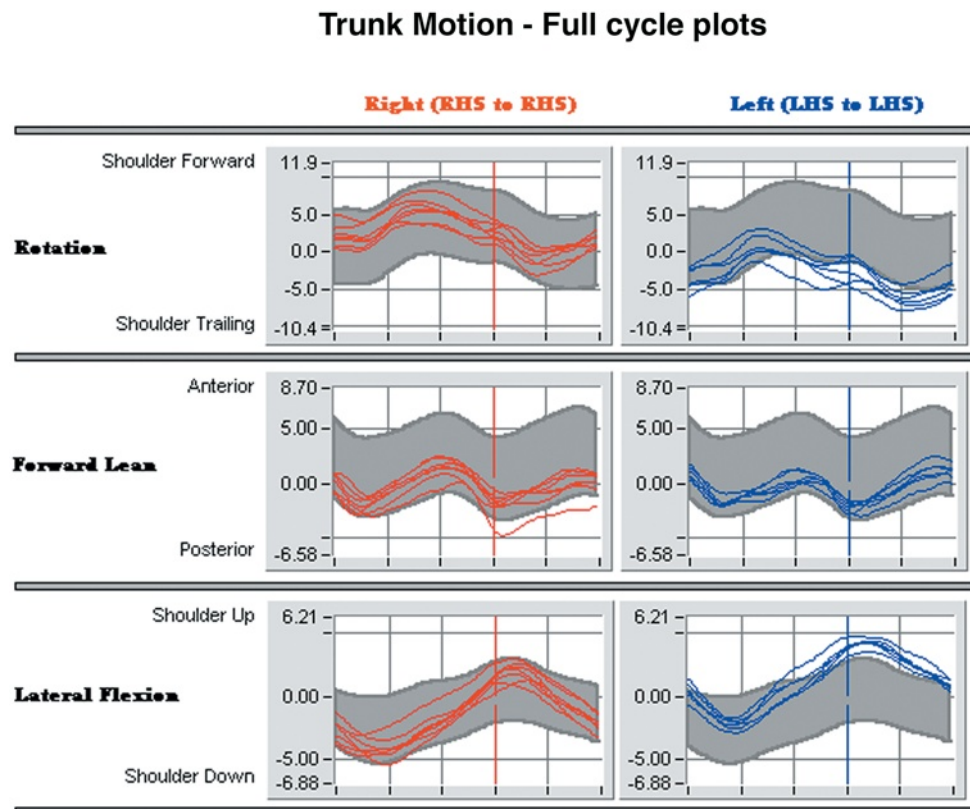 Trunk Motion - Full cycle plots
Right (RHS to RHS) Left (LHS to LHS)
Shoulder Forward
11.9
5.0
0.0
-5.0
-10.4
Rotation
Shoulder Trailing
11.9
5.0
0.0
-5.0
-10.4
Anterior
8.70
5.00
0.00
-6.58
Forward Lean
Posterior
8.70
5.00
0.00
-6.58
Shoulder Up
6.21
0.00
-5.00
-6.88
Lateral Flexion
Shoulder Down
6.21
0.00
-5.00
-6.88